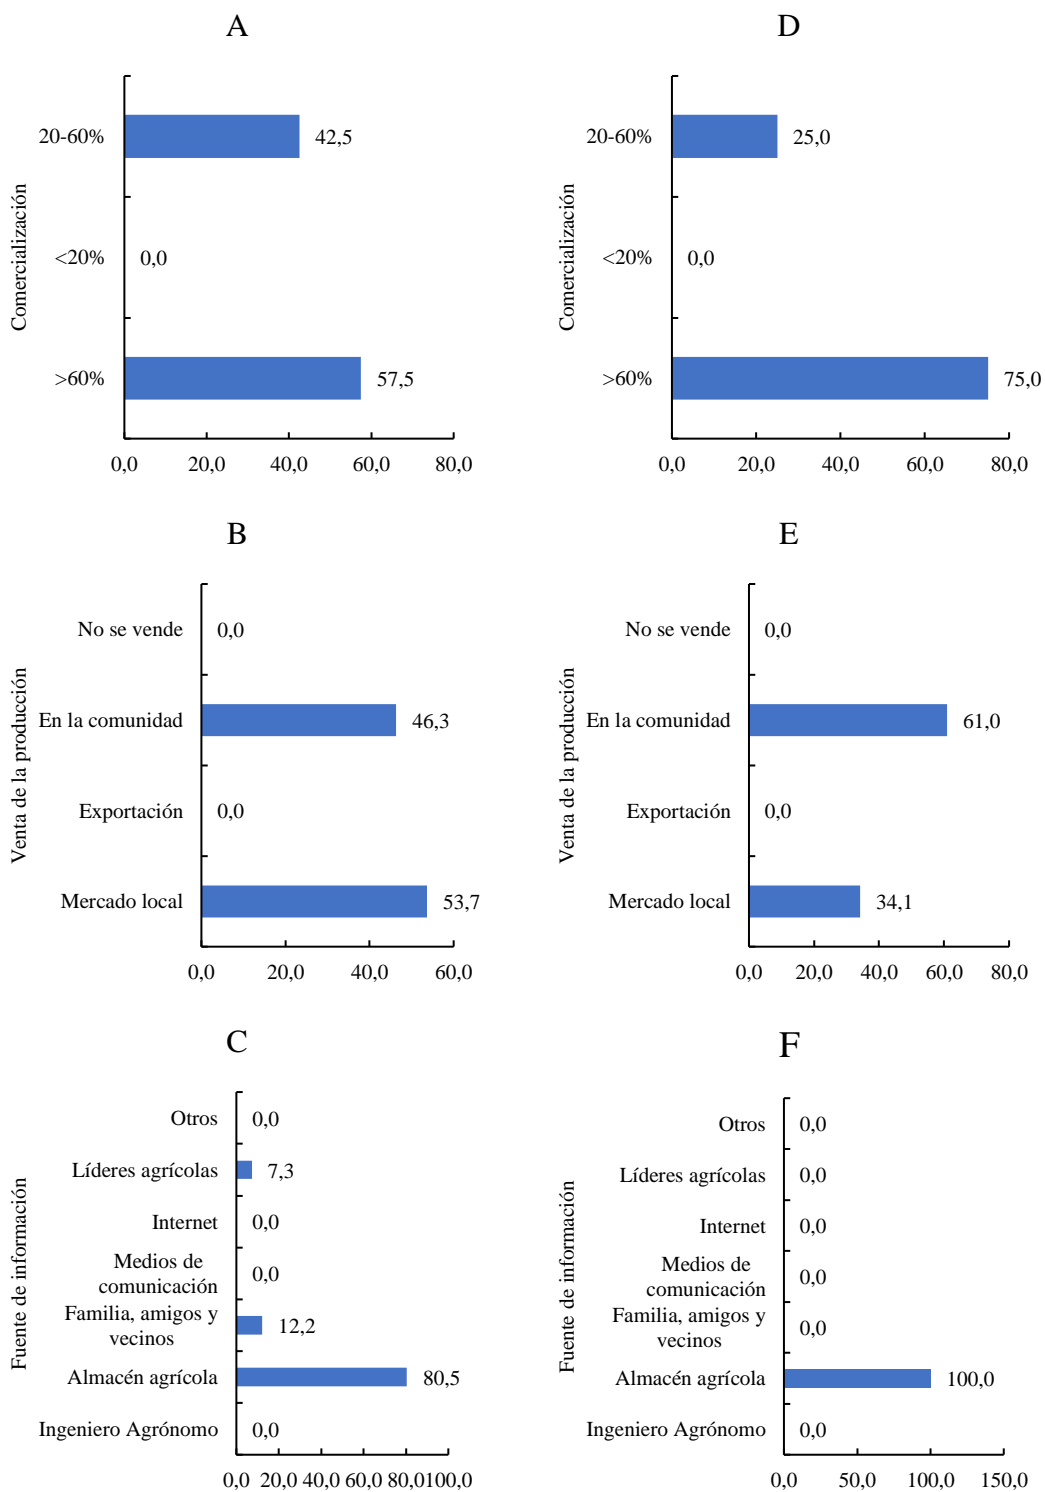 A
Comercialización
20-60%
42,5
<20%
0,0
>60%
57,5
0,0 20,0 40,0 60,0 80,0
D
Comercialización
20-60%
25,0
<20%
0,0
>60%
75,0
0,0 20,0 40,0 60,0 80,0
B
Venta de la producción
No se vende
0,0
En la comunidad
46,3
Exportación
0,0
Mercado local
53,7
0,0 20,0 40,0 60,0
E
Venta de la producción
No se vende
0,0
En la comunidad
61,0
Exportación
0,0
Mercado local
34,1
0,0 20,0 40,0 60,0 80,0
C
Fuente de información
Otros
0,0
Líderes agrícolas
7,3
Internet
0,0
Medios de
comunicación
0,0
Familia, amigos y
vecinos
12,2
Almacén agrícola
80,5
Ingeniero Agrónomo
0,0
0,0 20,0 40,0 60,0 80,0 100,0
F
Fuente de información
Otros
0,0
Líderes agrícolas
0,0
Internet
0,0
Medios de
comunicación
0,0
Familia, amigos y
vecinos
0,0
Almacén agrícola
100,0
Ingeniero Agrónomo
0,0
0,0 50,0 100,0 150,0